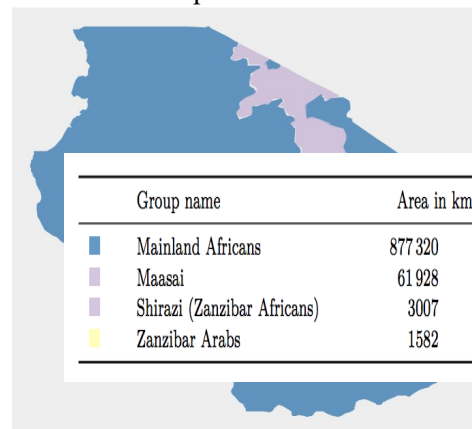 Group name Area in km
Mainland Africans 877 320
Maasai 61 928
Shirazi (Zanzibar Africans) 3007
Zanzibar Arabs 1582